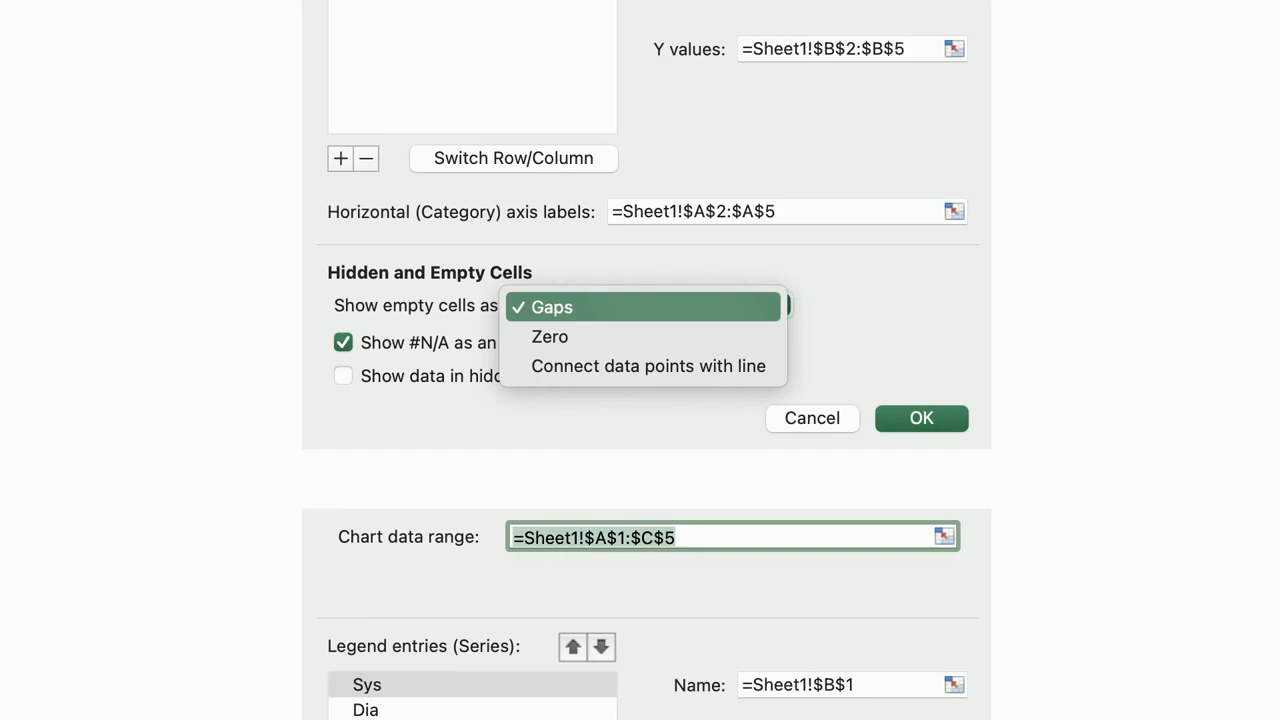 Y values: =Sheet1!$B$2:$B$5
+ − Switch Row/Column
Horizontal (Category) axis labels: =Sheet1!$A$2:$A$5
Hidden and Empty Cells
Show empty cells as
✓ Gaps
Zero
Show #N/A as an
Connect data points with line
Show data in hidd
Cancel OK
Chart data range: =Sheet1!$A$1:$C$5
Legend entries (Series):
Sys
Name: =Sheet1!$B$1
Dia